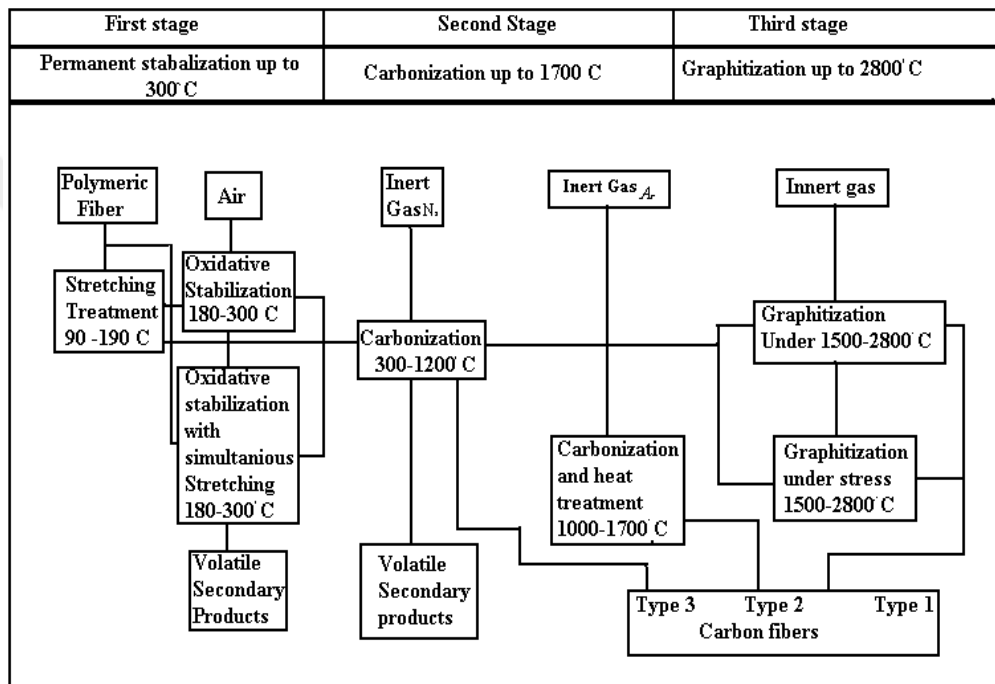 First stage
Second Stage
Third stage
Permanent stabalization up to
300° C
Carbonization up to 1700 C
Graphitization up to 2800° C
Polymeric
Fiber
Air
Inert
Gas N₂
Inert Gas Ar
Innert gas
Stretching
Treatment
90 -190 C
Oxidative
Stabilization
180-300° C
Carbonization
300-1200° C
Graphitization
Under 1500-2800° C
Oxidative
stabilization
with
simultanious
Stretching
180-300° C
Carbonization
and heat
treatment
1000-1700° C
Graphitization
under stress
1500-2800° C
Volatile
Secondary
Products
Volatile
Secondary
products
Type 3 Type 2 Type 1
Carbon fibers